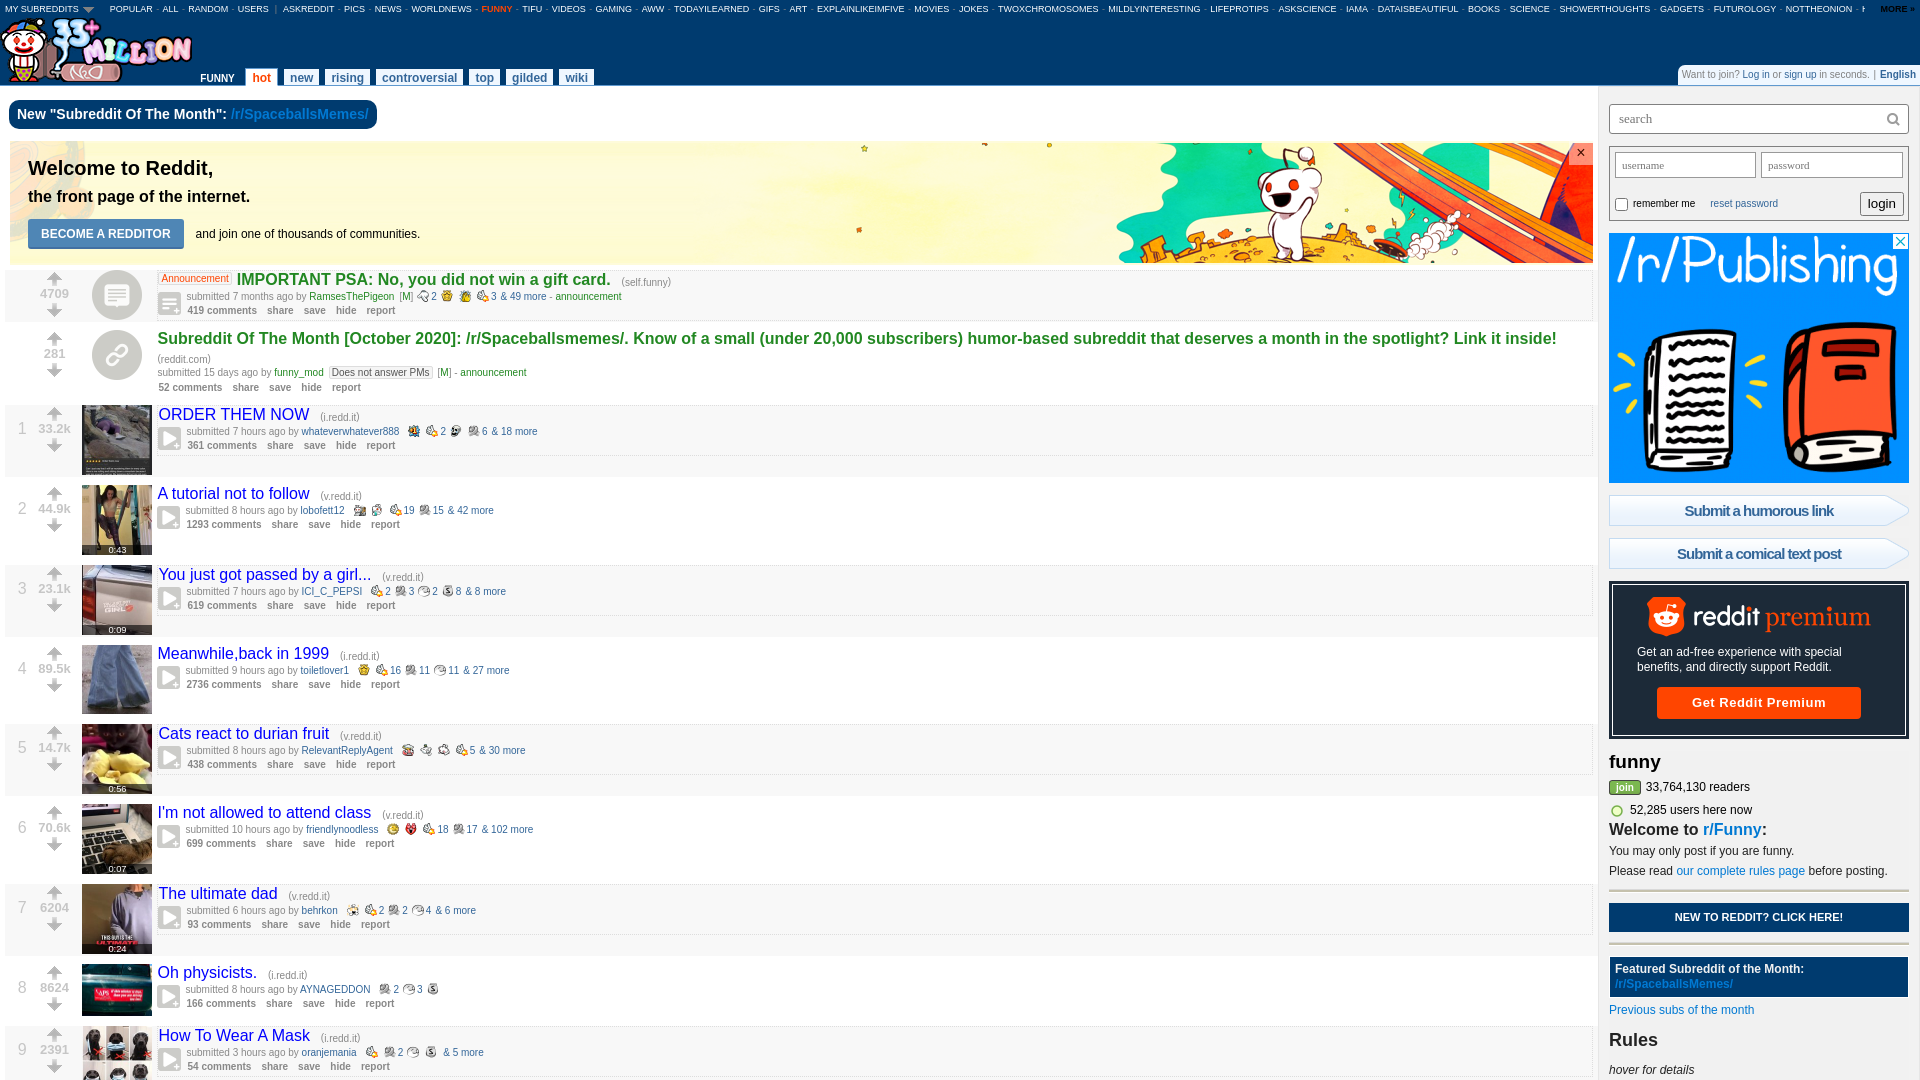 MY SUBREDDITS POPULAR - ALL - RANDOM - USERS | ASKREDDIT - PICS - NEWS - WORLDNEWS - FUNNY - TIFU - VIDEOS - GAMING - AWW - TODAYILEARNED - GIFS - ART - EXPLAINLIKEIMFIVE - MOVIES - JOKES - TWOXCHROMOSOMES - MILDLYINTERESTING - LIFEPROTIPS - ASKSCIENCE - IAMA - DATAISBEAUTIFUL - BOOKS - SCIENCE - SHOWERTHOUGHTS - GADGETS - FUTUROLOGY - NOTTHEONION - MORE »
33+ MILLION
FUNNY hot new rising controversial top gilded wiki
Want to join? Log in or sign up in seconds. | English
New "Subreddit Of The Month": /r/SpaceballsMemes/
Welcome to Reddit,
the front page of the internet.
BECOME A REDDITOR and join one of thousands of communities.
×
Announcement IMPORTANT PSA: No, you did not win a gift card. (self.funny)
4709
submitted 7 months ago by RamsesThePigeon [M] 2 3 & 49 more - announcement
419 comments share save hide report
Subreddit Of The Month [October 2020]: /r/Spaceballsmemes/. Know of a small (under 20,000 subscribers) humor-based subreddit that deserves a month in the spotlight? Link it inside!
281
(reddit.com)
submitted 15 days ago by funny_mod Does not answer PMs [M] - announcement
52 comments share save hide report
ORDER THEM NOW (i.redd.it)
1 33.2k
submitted 7 hours ago by whateverwhatever888 2 6 & 18 more
361 comments share save hide report
A tutorial not to follow (v.redd.it)
2 44.9k
submitted 8 hours ago by lobofett12 19 15 & 42 more
1293 comments share save hide report
0:43
You just got passed by a girl... (v.redd.it)
3 23.1k
submitted 7 hours ago by ICI_C_PEPSI 2 3 2 8 & 8 more
619 comments share save hide report
GIRL
0:09
Meanwhile,back in 1999 (i.redd.it)
4 89.5k
submitted 9 hours ago by toiletlover1 16 11 11 & 27 more
2736 comments share save hide report
Cats react to durian fruit (v.redd.it)
5 14.7k
submitted 8 hours ago by RelevantReplyAgent 5 & 30 more
438 comments share save hide report
0:56
I'm not allowed to attend class (v.redd.it)
6 70.6k
submitted 10 hours ago by friendlynoodless 18 17 & 102 more
699 comments share save hide report
0:07
The ultimate dad (v.redd.it)
7 6204
submitted 6 hours ago by behrkon 2 2 4 & 6 more
93 comments share save hide report
THIS GUY IS THE
ULTIMATE
0:24
Oh physicists. (i.redd.it)
8 8624
submitted 8 hours ago by AYNAGEDDON 2 3
166 comments share save hide report
How To Wear A Mask (i.redd.it)
9 2391
submitted 3 hours ago by oranjemania 2 & 5 more
54 comments share save hide report
search
username password
remember me reset password login
/r/Publishing
Submit a humorous link
Submit a comical text post
reddit premium
Get an ad-free experience with special
benefits, and directly support Reddit.
Get Reddit Premium
funny
join 33,764,130 readers
52,285 users here now
Welcome to r/Funny:
You may only post if you are funny.
Please read our complete rules page before posting.
NEW TO REDDIT? CLICK HERE!
Featured Subreddit of the Month:
/r/SpaceballsMemes/
Previous subs of the month
Rules
hover for details